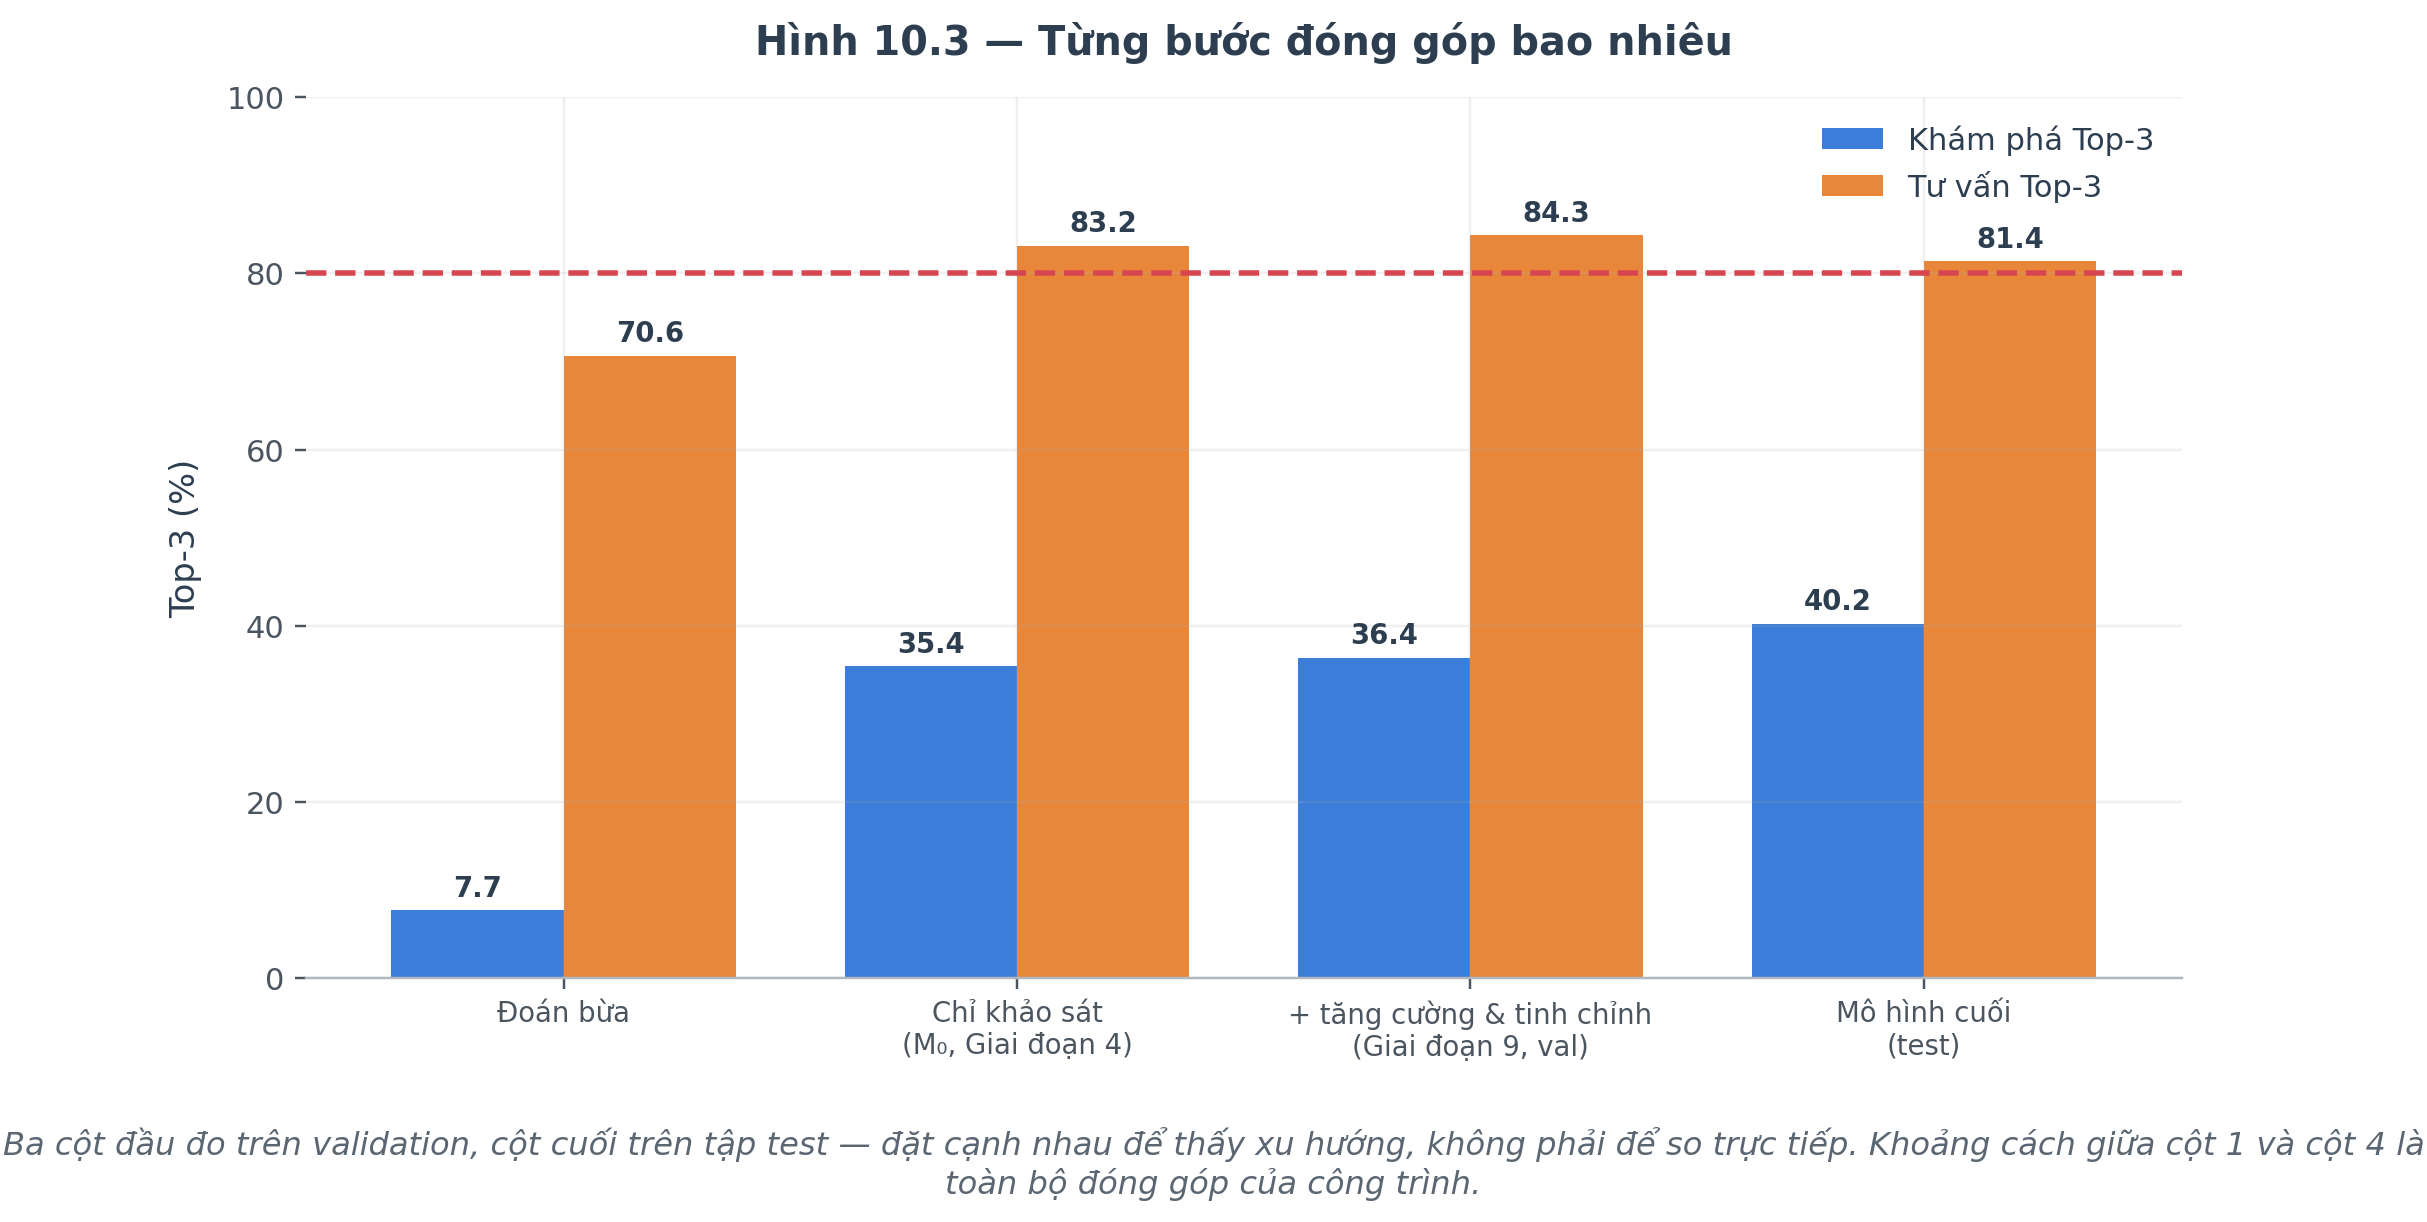 Hình 10.3 — Từng bước đóng góp bao nhiêu
100
80
60
40
20
0
Top-3 (%)
Khám phá Top-3
Tư vấn Top-3
7.7
70.6
35.4
83.2
36.4
84.3
40.2
81.4
Đoán bừa
Chỉ khảo sát
(M₀, Giai đoạn 4)
+ tăng cường & tinh chỉnh
(Giai đoạn 9, val)
Mô hình cuối
(test)
Ba cột đầu đo trên validation, cột cuối trên tập test — đặt cạnh nhau để thấy xu hướng, không phải để so trực tiếp. Khoảng cách giữa cột 1 và cột 4 là
toàn bộ đóng góp của công trình.